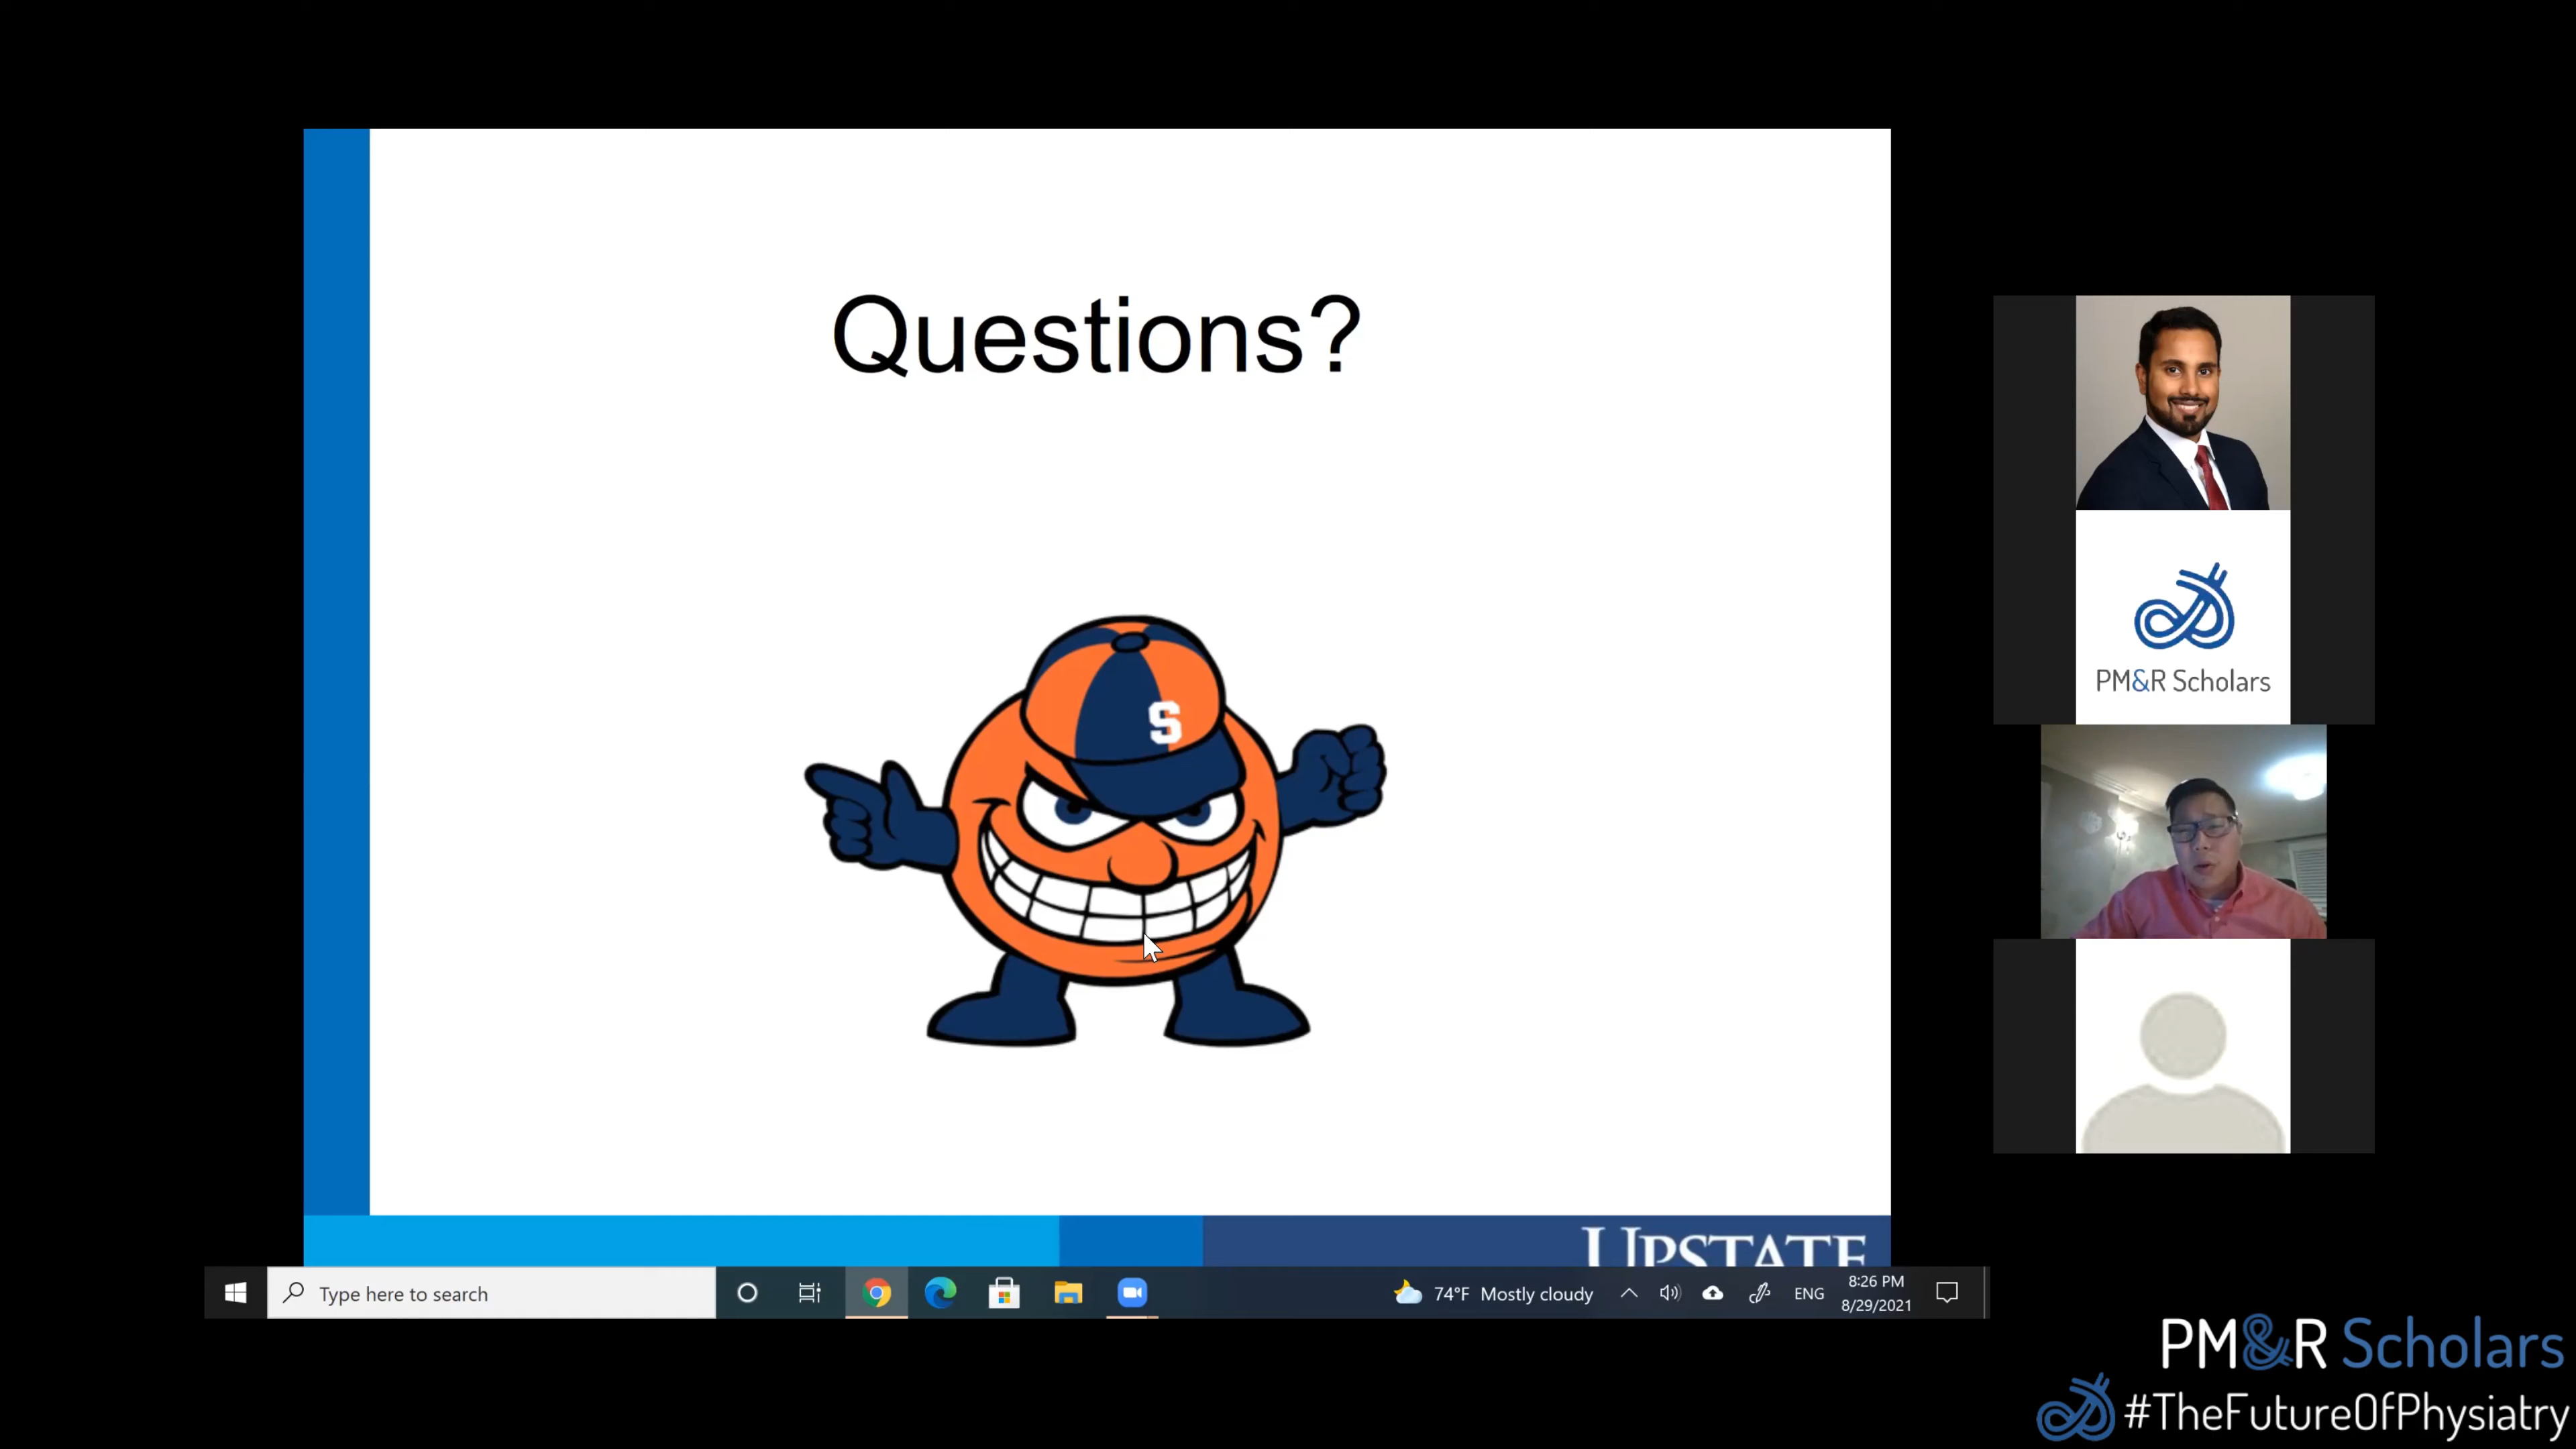 Questions?
S
UPSTATE
PM&R Scholars
Type here to search
74°F Mostly cloudy
ENG
8:26 PM
8/29/2021
PM&R Scholars
#TheFutureOfPhysiatry